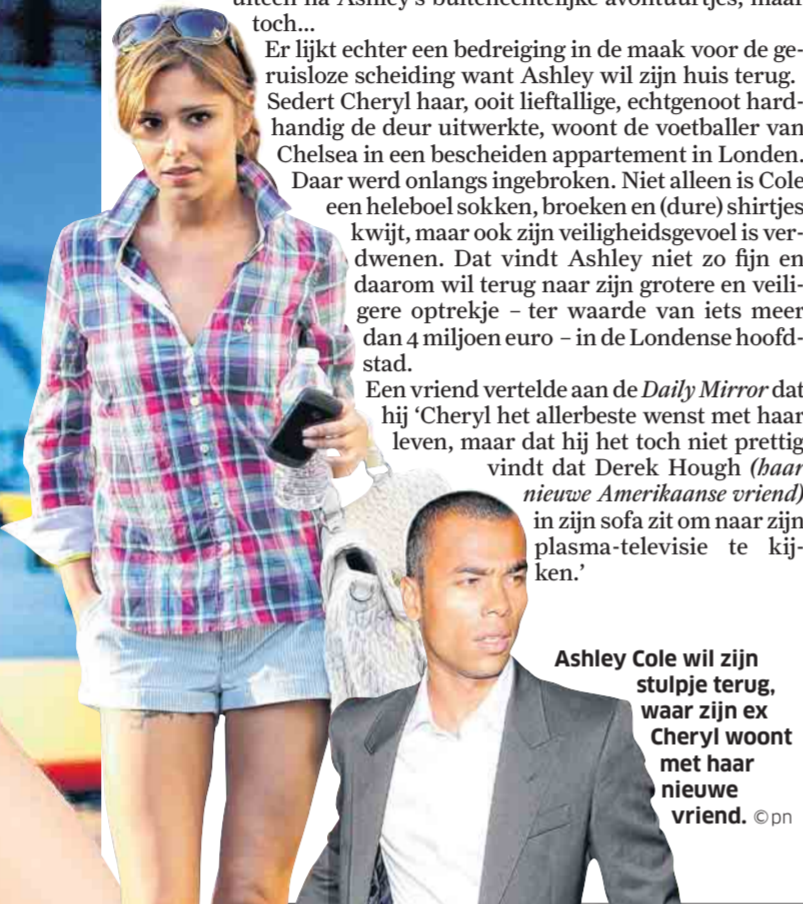 uiteen na Ashley's buitenechtelijke avontuurtjes, maar
toch...
Er lijkt echter een bedreiging in de maak voor de ge-
ruisloze scheiding want Ashley wil zijn huis terug.
Sedert Cheryl haar, ooit lieftallige, echtgenoot hard-
handig de deur uitwerkte, woont de voetballer van
Chelsea in een bescheiden appartement in Londen.
Daar werd onlangs ingebroken. Niet alleen is Cole
een heleboel sokken, broeken en (dure) shirtjes
kwijt, maar ook zijn veiligheidsgevoel is ver-
dwenen. Dat vindt Ashley niet zo fijn en
daarom wil terug naar zijn grotere en veili-
gere optrekje – ter waarde van iets meer
dan 4 miljoen euro – in de Londense hoofd-
stad.
Een vriend vertelde aan de Daily Mirror dat
hij ‘Cheryl het allerbeste wenst met haar
leven, maar dat hij het toch niet prettig
vindt dat Derek Hough (haar
nieuwe Amerikaanse vriend)
in zijn sofa zit om naar zijn
plasma-televisie te kij-
ken.’
Ashley Cole wil zijn
stulpje terug,
waar zijn ex
Cheryl woont
met haar
nieuwe
vriend. ©pn